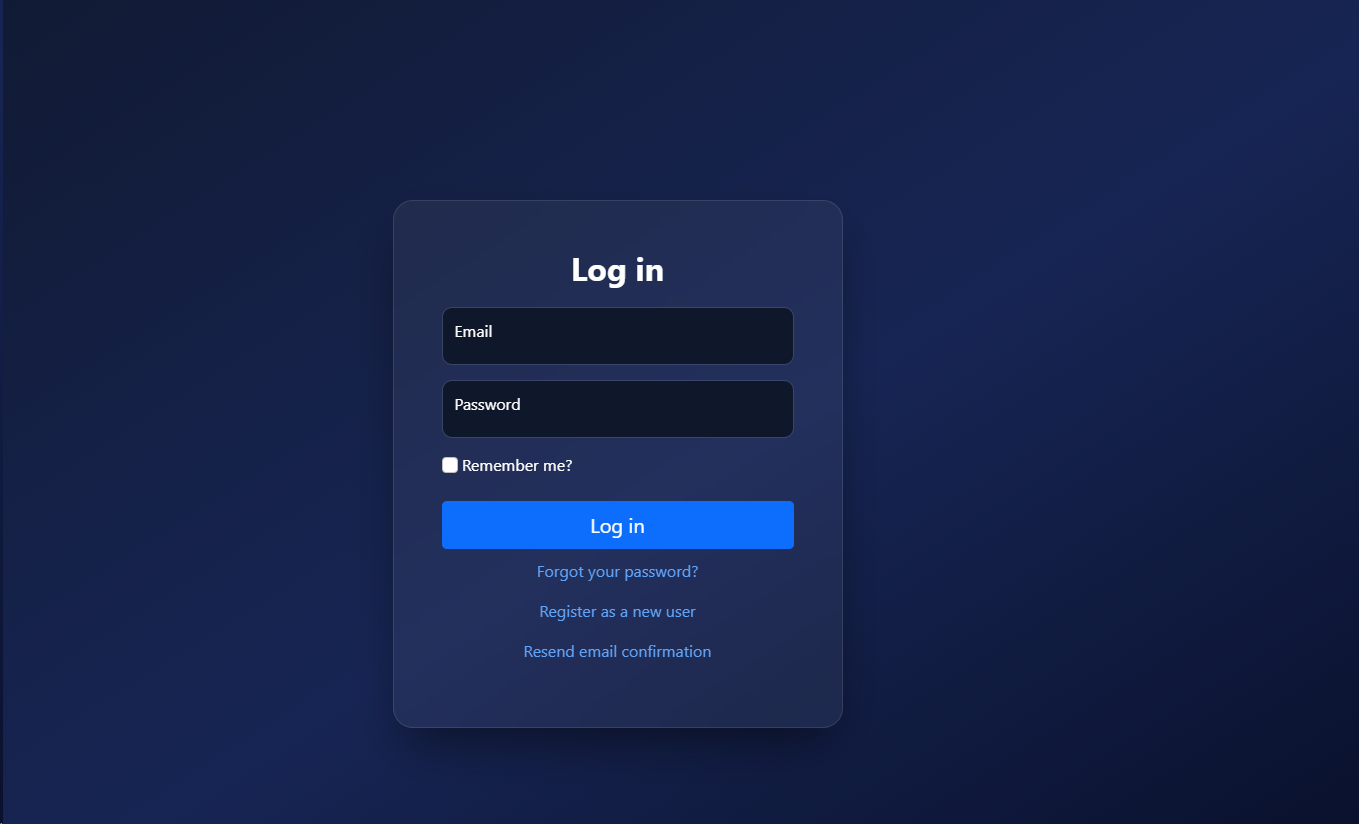 Log in
Email
Password
Remember me?
Log in
Forgot your password?
Register as a new user
Resend email confirmation